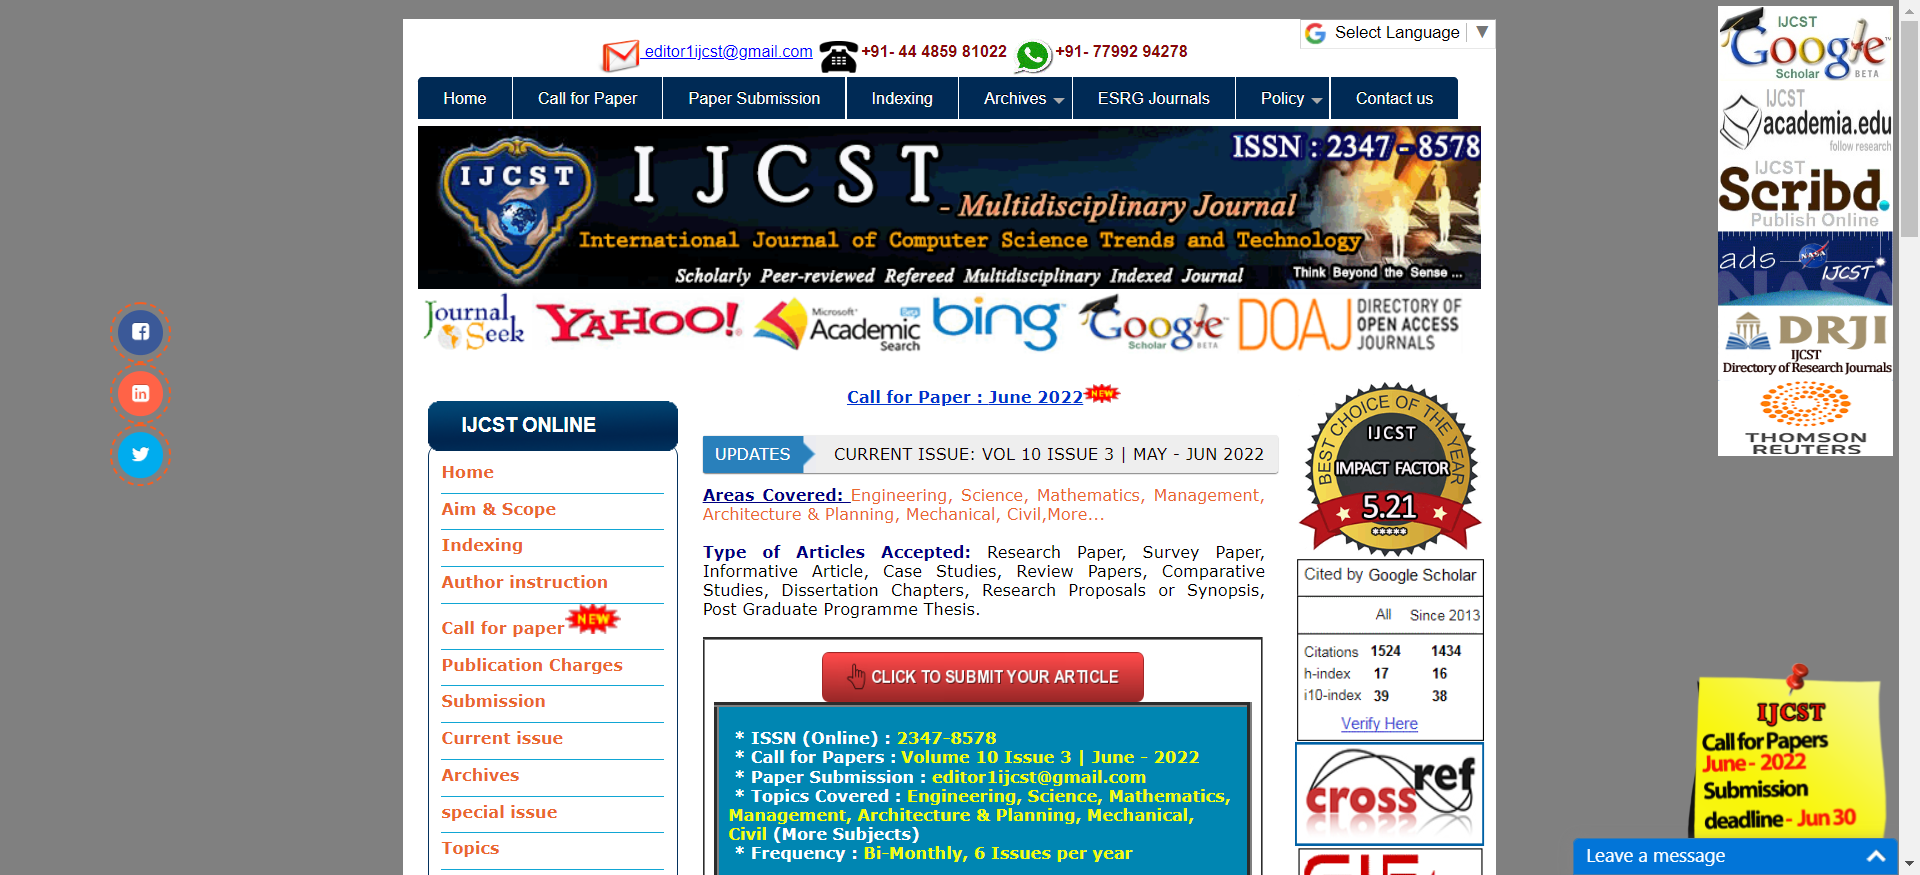 editor1ijcst@gmail.com +91- 44 4859 81022 +91- 77992 94278
Select Language ▼
Home Call for Paper Paper Submission Indexing Archives ESRG Journals Policy Contact us
IJCST
I J C S T
ISSN : 2347 - 8578
- Multidisciplinary Journal
International Journal of Computer Science Trends and Technology
Scholarly Peer-reviewed Refereed Multidisciplinary Indexed Journal
Think Beyond the Sense ...
Journal Seek
YAHOO!
Microsoft Academic Search Beta
bing
Google Scholar BETA
DOAJ DIRECTORY OF OPEN ACCESS JOURNALS
IJCST ONLINE
Home
Aim & Scope
Indexing
Author instruction
Call for paper NEW
Publication Charges
Submission
Current issue
Archives
special issue
Topics
Call for Paper : June 2022 NEW
UPDATES CURRENT ISSUE: VOL 10 ISSUE 3 | MAY - JUN 2022
Areas Covered: Engineering, Science, Mathematics, Management,
Architecture & Planning, Mechanical, Civil,More...
Type of Articles Accepted: Research Paper, Survey Paper,
Informative Article, Case Studies, Review Papers, Comparative
Studies, Dissertation Chapters, Research Proposals or Synopsis,
Post Graduate Programme Thesis.
CLICK TO SUBMIT YOUR ARTICLE
* ISSN (Online) : 2347-8578
* Call for Papers : Volume 10 Issue 3 | June - 2022
* Paper Submission : editor1ijcst@gmail.com
* Topics Covered : Engineering, Science, Mathematics,
Management, Architecture & Planning, Mechanical,
Civil (More Subjects)
* Frequency : Bi-Monthly, 6 Issues per year
BEST CHOICE OF THE YEAR
IJCST
IMPACT FACTOR
5.21
Cited by Google Scholar
All Since 2013
Citations 1524 1434
h-index 17 16
i10-index 39 38
Verify Here
crossref
IJCST
Google
Scholar BETA
IJCST
academia.edu
follow research
IJCST
Scribd.
Publish Online
ads NASA IJCST
NASA
DRJI
IJCST
Directory of Research Journals
THOMSON
REUTERS
IJCST
Call for Papers
June - 2022
Submission
deadline - Jun 30
Leave a message